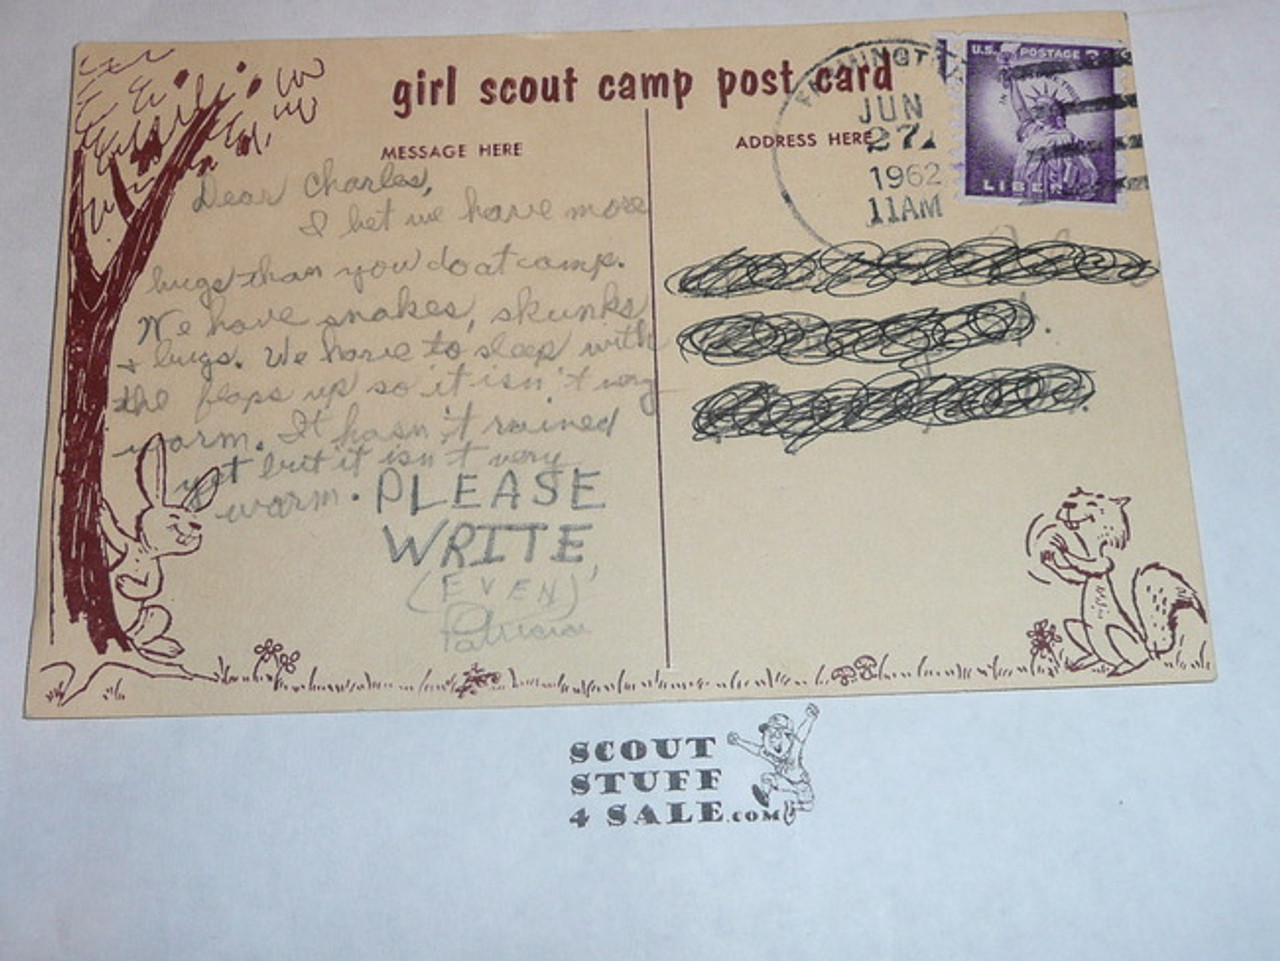 girl scout camp post card
MESSAGE HERE
Dear Charles,
I bet we have more
bugs than you do at camp.
We have snakes, skunks
+ bugs. We have to sleep with
the flaps up so it isn't very
warm. It hasn't rained
yet but it isn't very
warm. PLEASE
WRITE,
(EVEN)
Patricia
ADDRESS HERE
JUN
27
1962
11AM
U.S. POSTAGE 3
LIBERTY
SCOUT
STUFF
4 SALE.COM